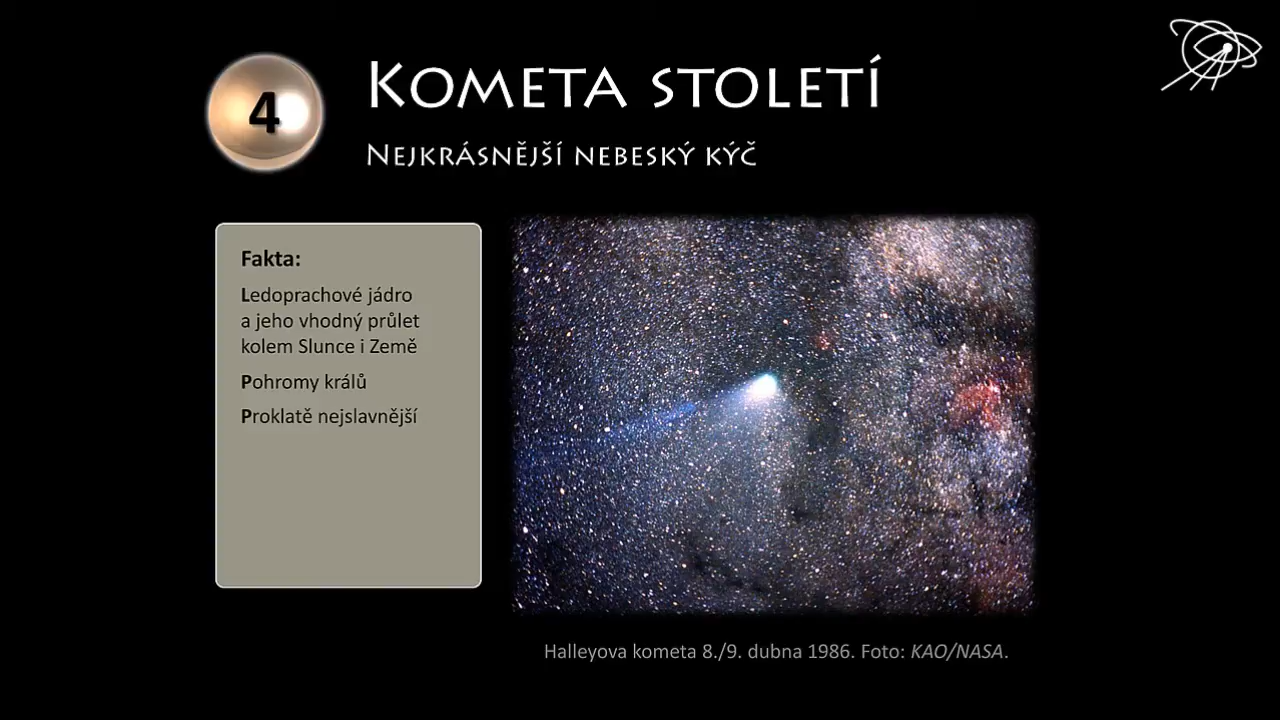 4
Kometa století
Nejkrásnější nebeský kýč
Fakta:
Ledoprachové jádro
a jeho vhodný průlet
kolem Slunce i Země
Pohromy králů
Proklatě nejslavnější
Halleyova kometa 8./9. dubna 1986. Foto: KAO/NASA.